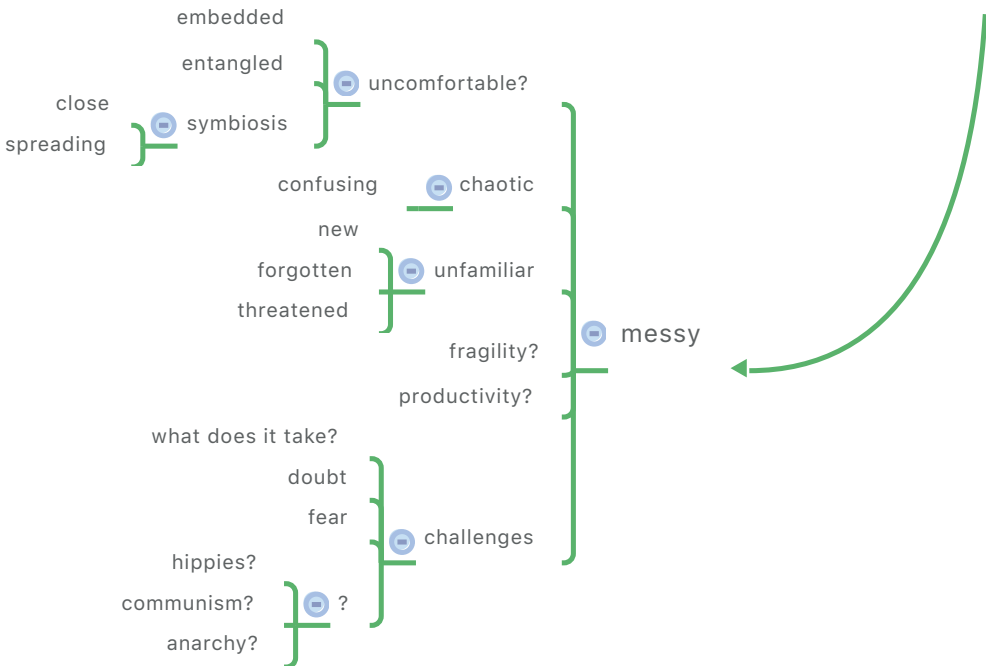 embedded
entangled
uncomfortable?
close
symbiosis
spreading
confusing
chaotic
new
forgotten
unfamiliar
threatened
messy
fragility?
productivity?
what does it take?
doubt
fear
challenges
hippies?
communism?
?
anarchy?